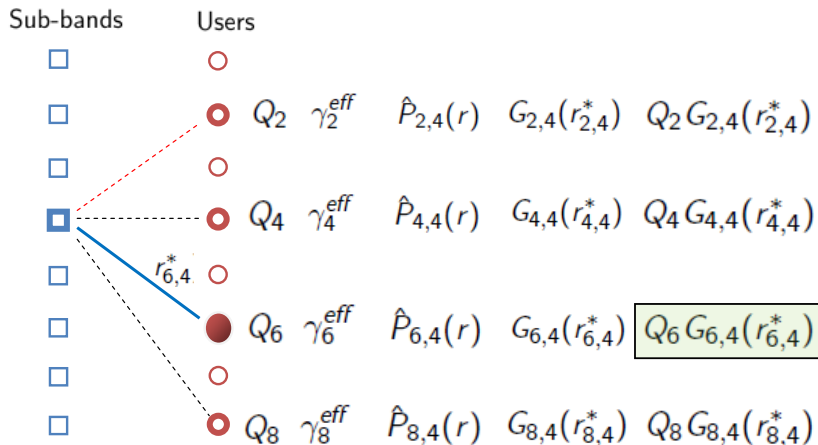 Sub-bands Users
Q₂ γ₂ᵉᶠᶠ P̂₂,₄(r) G₂,₄(r*₂,₄) Q₂ G₂,₄(r*₂,₄)
Q₄ γ₄ᵉᶠᶠ P̂₄,₄(r) G₄,₄(r*₄,₄) Q₄ G₄,₄(r*₄,₄)
r*₆,₄
Q₆ γ₆ᵉᶠᶠ P̂₆,₄(r) G₆,₄(r*₆,₄) Q₆ G₆,₄(r*₆,₄)
Q₈ γ₈ᵉᶠᶠ P̂₈,₄(r) G₈,₄(r*₈,₄) Q₈ G₈,₄(r*₈,₄)